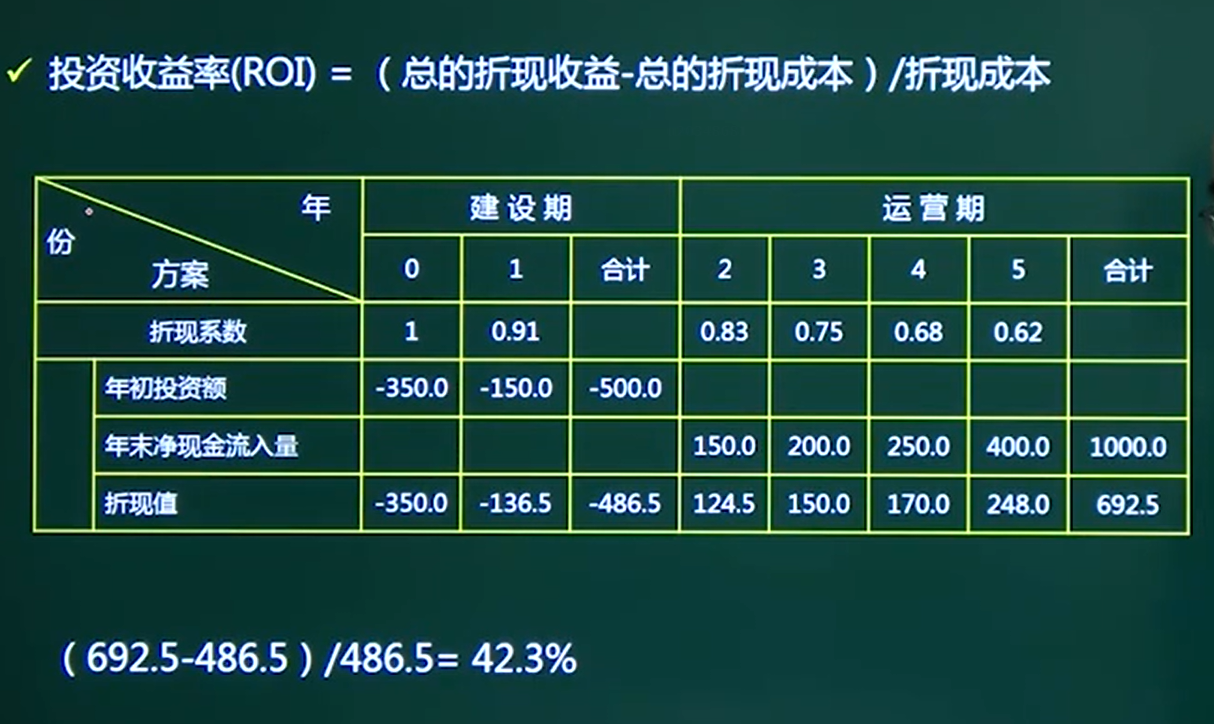 ✓ 投资收益率(ROI) = （总的折现收益-总的折现成本）/折现成本
年
份
方案
建设期 运营期
0 1 合计 2 3 4 5 合计
折现系数 1 0.91 0.83 0.75 0.68 0.62
年初投资额 -350.0 -150.0 -500.0
年末净现金流入量 150.0 200.0 250.0 400.0 1000.0
折现值 -350.0 -136.5 -486.5 124.5 150.0 170.0 248.0 692.5
（692.5-486.5）/486.5= 42.3%